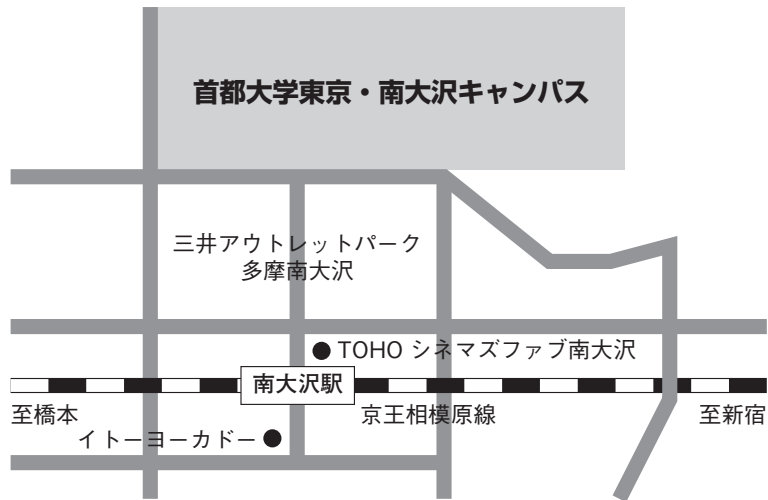 首都大学東京・南大沢キャンパス
三井アウトレットパーク
多摩南大沢
TOHO シネマズファブ南大沢
南大沢駅
至橋本
京王相模原線
至新宿
イトーヨーカドー